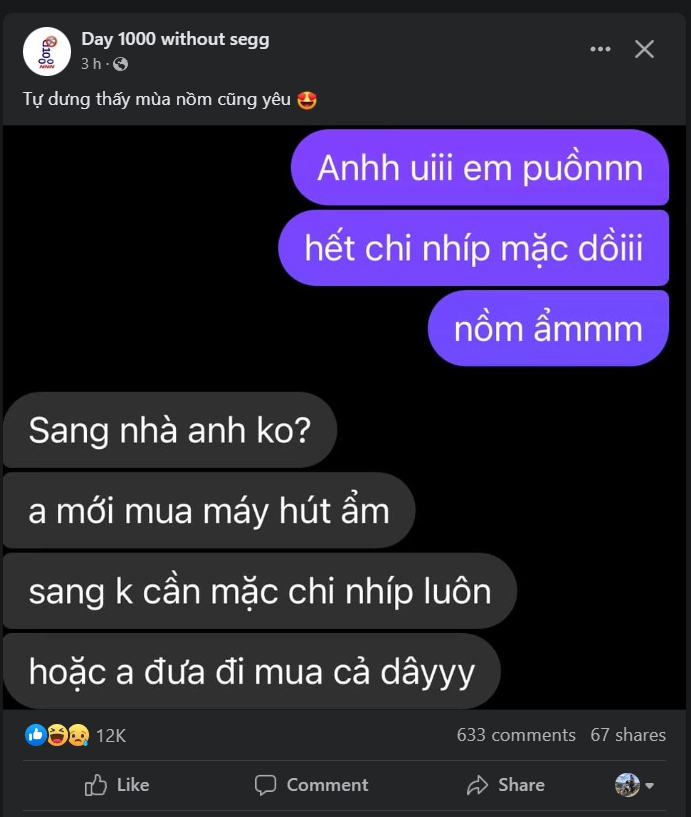 Day 1000 without segg
3 h
Tự dưng thấy mùa nồm cũng yêu
Anhh uiii em puồnnn
hết chi nhíp mặc dồiii
nồm ẩmmm
Sang nhà anh ko?
a mới mua máy hút ẩm
sang k cần mặc chi nhíp luôn
hoặc a đưa đi mua cả dâyyy
12K
633 comments 67 shares
Like Comment Share